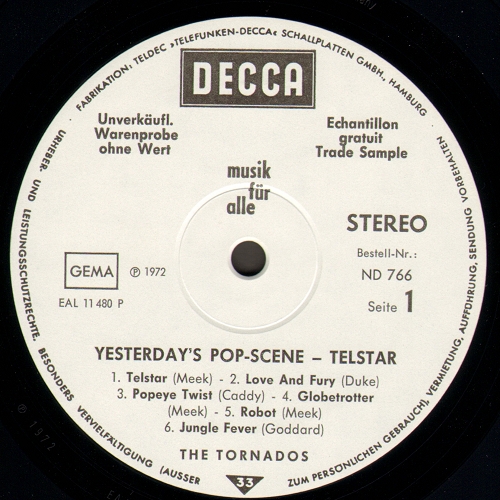 FABRIKATION: TELDEC »TELEFUNKEN-DECCA« SCHALLPLATTEN GMBH., HAMBURG
DECCA
Unverkäufl.
Warenprobe
ohne Wert
Echantillon
gratuit
Trade Sample
musik
für
alle
STEREO
Bestell-Nr.:
ND 766
Seite 1
GEMA
℗ 1972
EAL 11 480 P
YESTERDAY'S POP-SCENE – TELSTAR
1. Telstar (Meek) - 2. Love And Fury (Duke)
3. Popeye Twist (Caddy) - 4. Globetrotter
(Meek) - 5. Robot (Meek)
6. Jungle Fever (Goddard)
THE TORNADOS
33
URHEBER- UND LEISTUNGSSCHUTZRECHTE. BESONDERS VERVIELFÄLTIGUNG (AUSSER ZUM PERSÖNLICHEN GEBRAUCH), VERMIETUNG, AUFFÜHRUNG, SENDUNG VORBEHALTEN